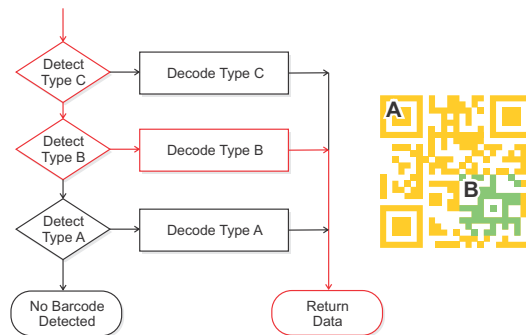 Detect
Type C
Decode Type C
Detect
Type B
Decode Type B
Detect
Type A
Decode Type A
No Barcode
Detected
Return
Data
A
B